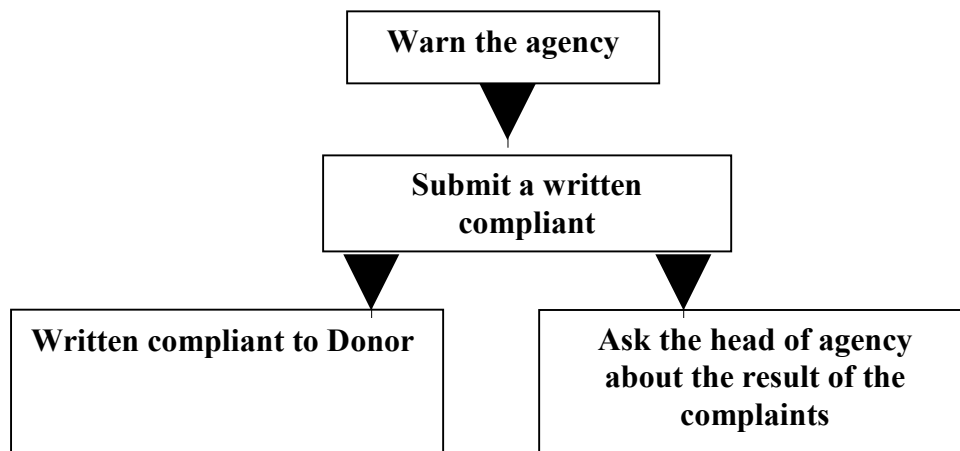 Warn the agency
Submit a written
compliant
Written compliant to Donor
Ask the head of agency
about the result of the
complaints